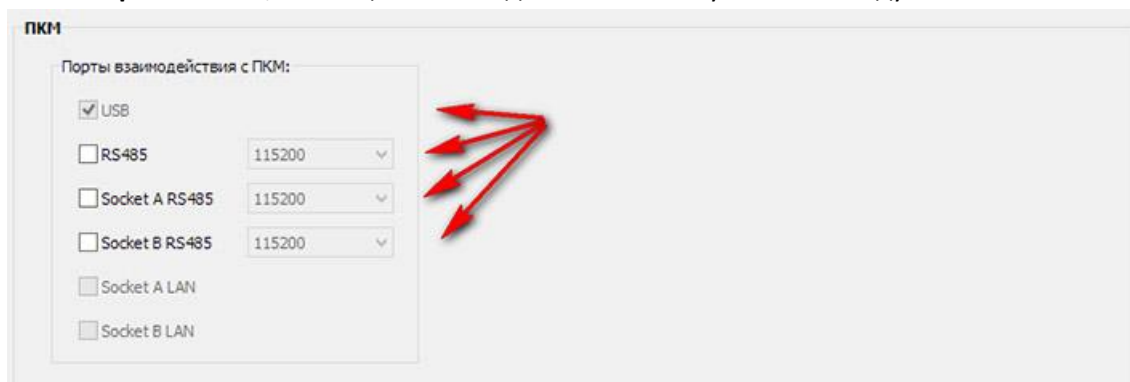 ПКМ
Порты взаимодействия с ПКМ:
USB
RS485 115200
Socket A RS485 115200
Socket B RS485 115200
Socket A LAN
Socket B LAN